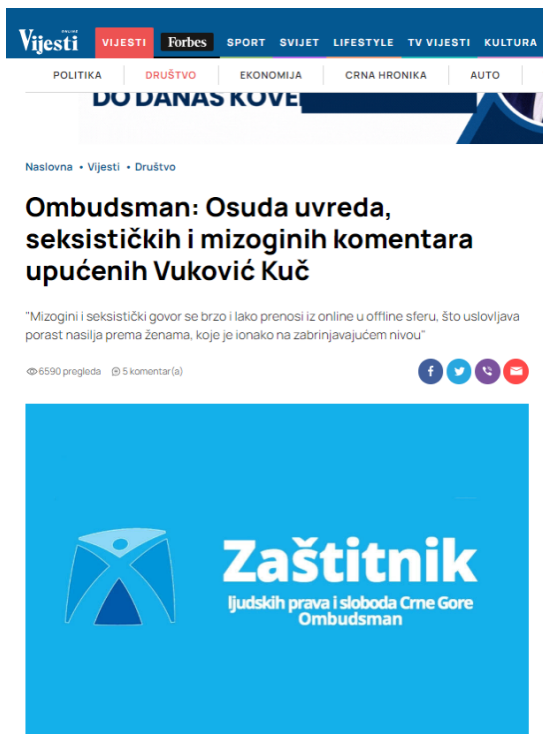 ONLINE
Vijesti
VIJESTI Forbes SPORT SVIJET LIFESTYLE TV VIJESTI KULTURA
POLITIKA DRUŠTVO EKONOMIJA CRNA HRONIKA AUTO
DO DANAS
Naslovna • Vijesti • Društvo
Ombudsman: Osuda uvreda,
seksističkih i mizoginih komentara
upućenih Vuković Kuč
"Mizogini i seksistički govor se brzo i lako prenosi iz online u offline sferu, što uslovljava
porast nasilja prema ženama, koje je ionako na zabrinjavajućem nivou"
6590 pregleda 5 komentar(a)
Zaštitnik
ljudskih prava i sloboda Crne Gore
Ombudsman